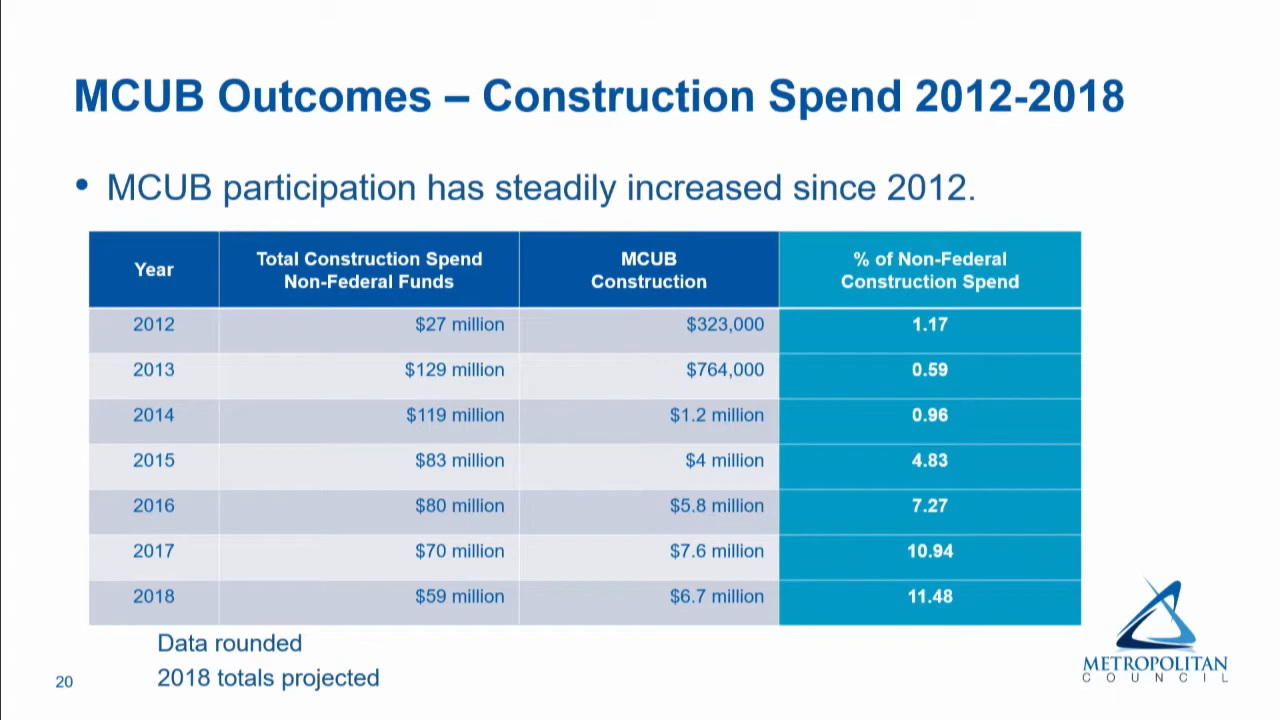 MCUB Outcomes – Construction Spend 2012-2018
• MCUB participation has steadily increased since 2012.
Year Total Construction Spend Non-Federal Funds MCUB Construction % of Non-Federal Construction Spend
2012 $27 million $323,000 1.17
2013 $129 million $764,000 0.59
2014 $119 million $1.2 million 0.96
2015 $83 million $4 million 4.83
2016 $80 million $5.8 million 7.27
2017 $70 million $7.6 million 10.94
2018 $59 million $6.7 million 11.48
Data rounded
2018 totals projected
20
METROPOLITAN
COUNCIL